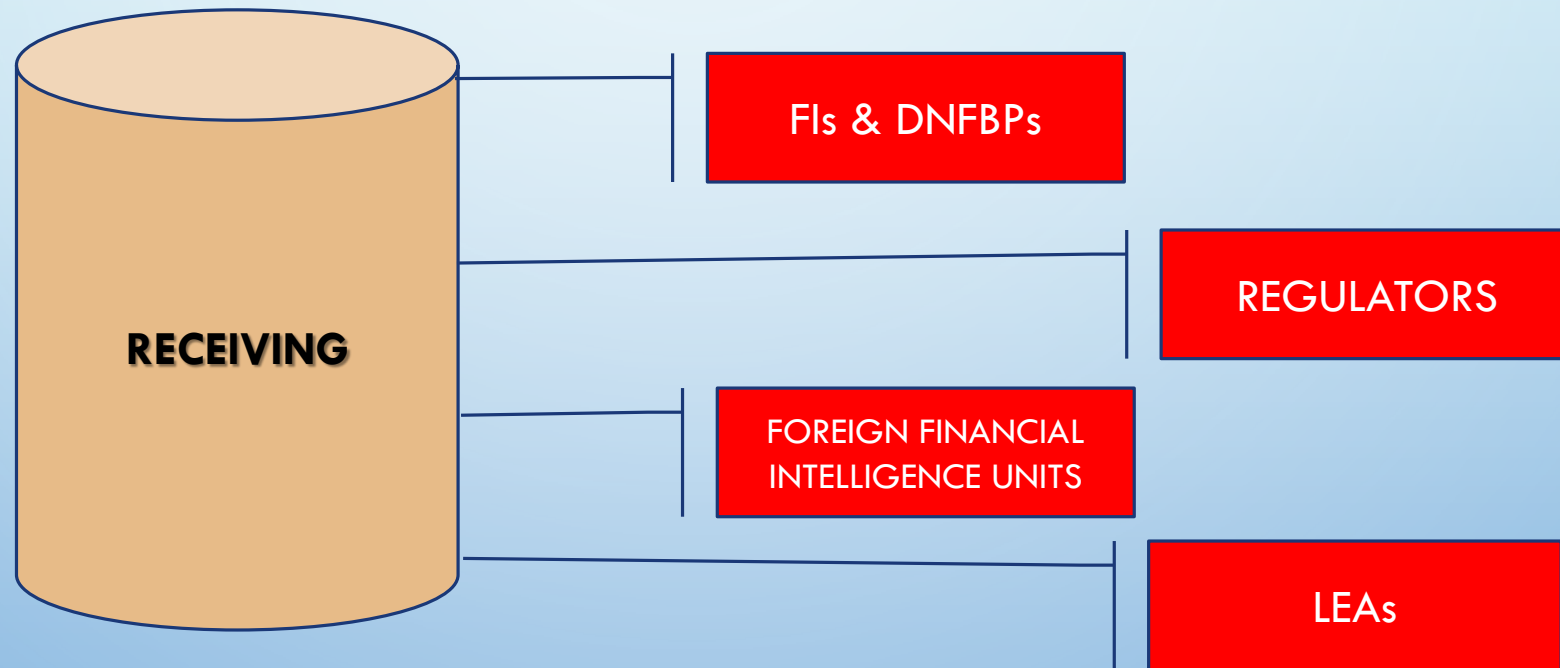 FIs & DNFBPs
REGULATORS
RECEIVING
FOREIGN FINANCIAL
INTELLIGENCE UNITS
LEAs